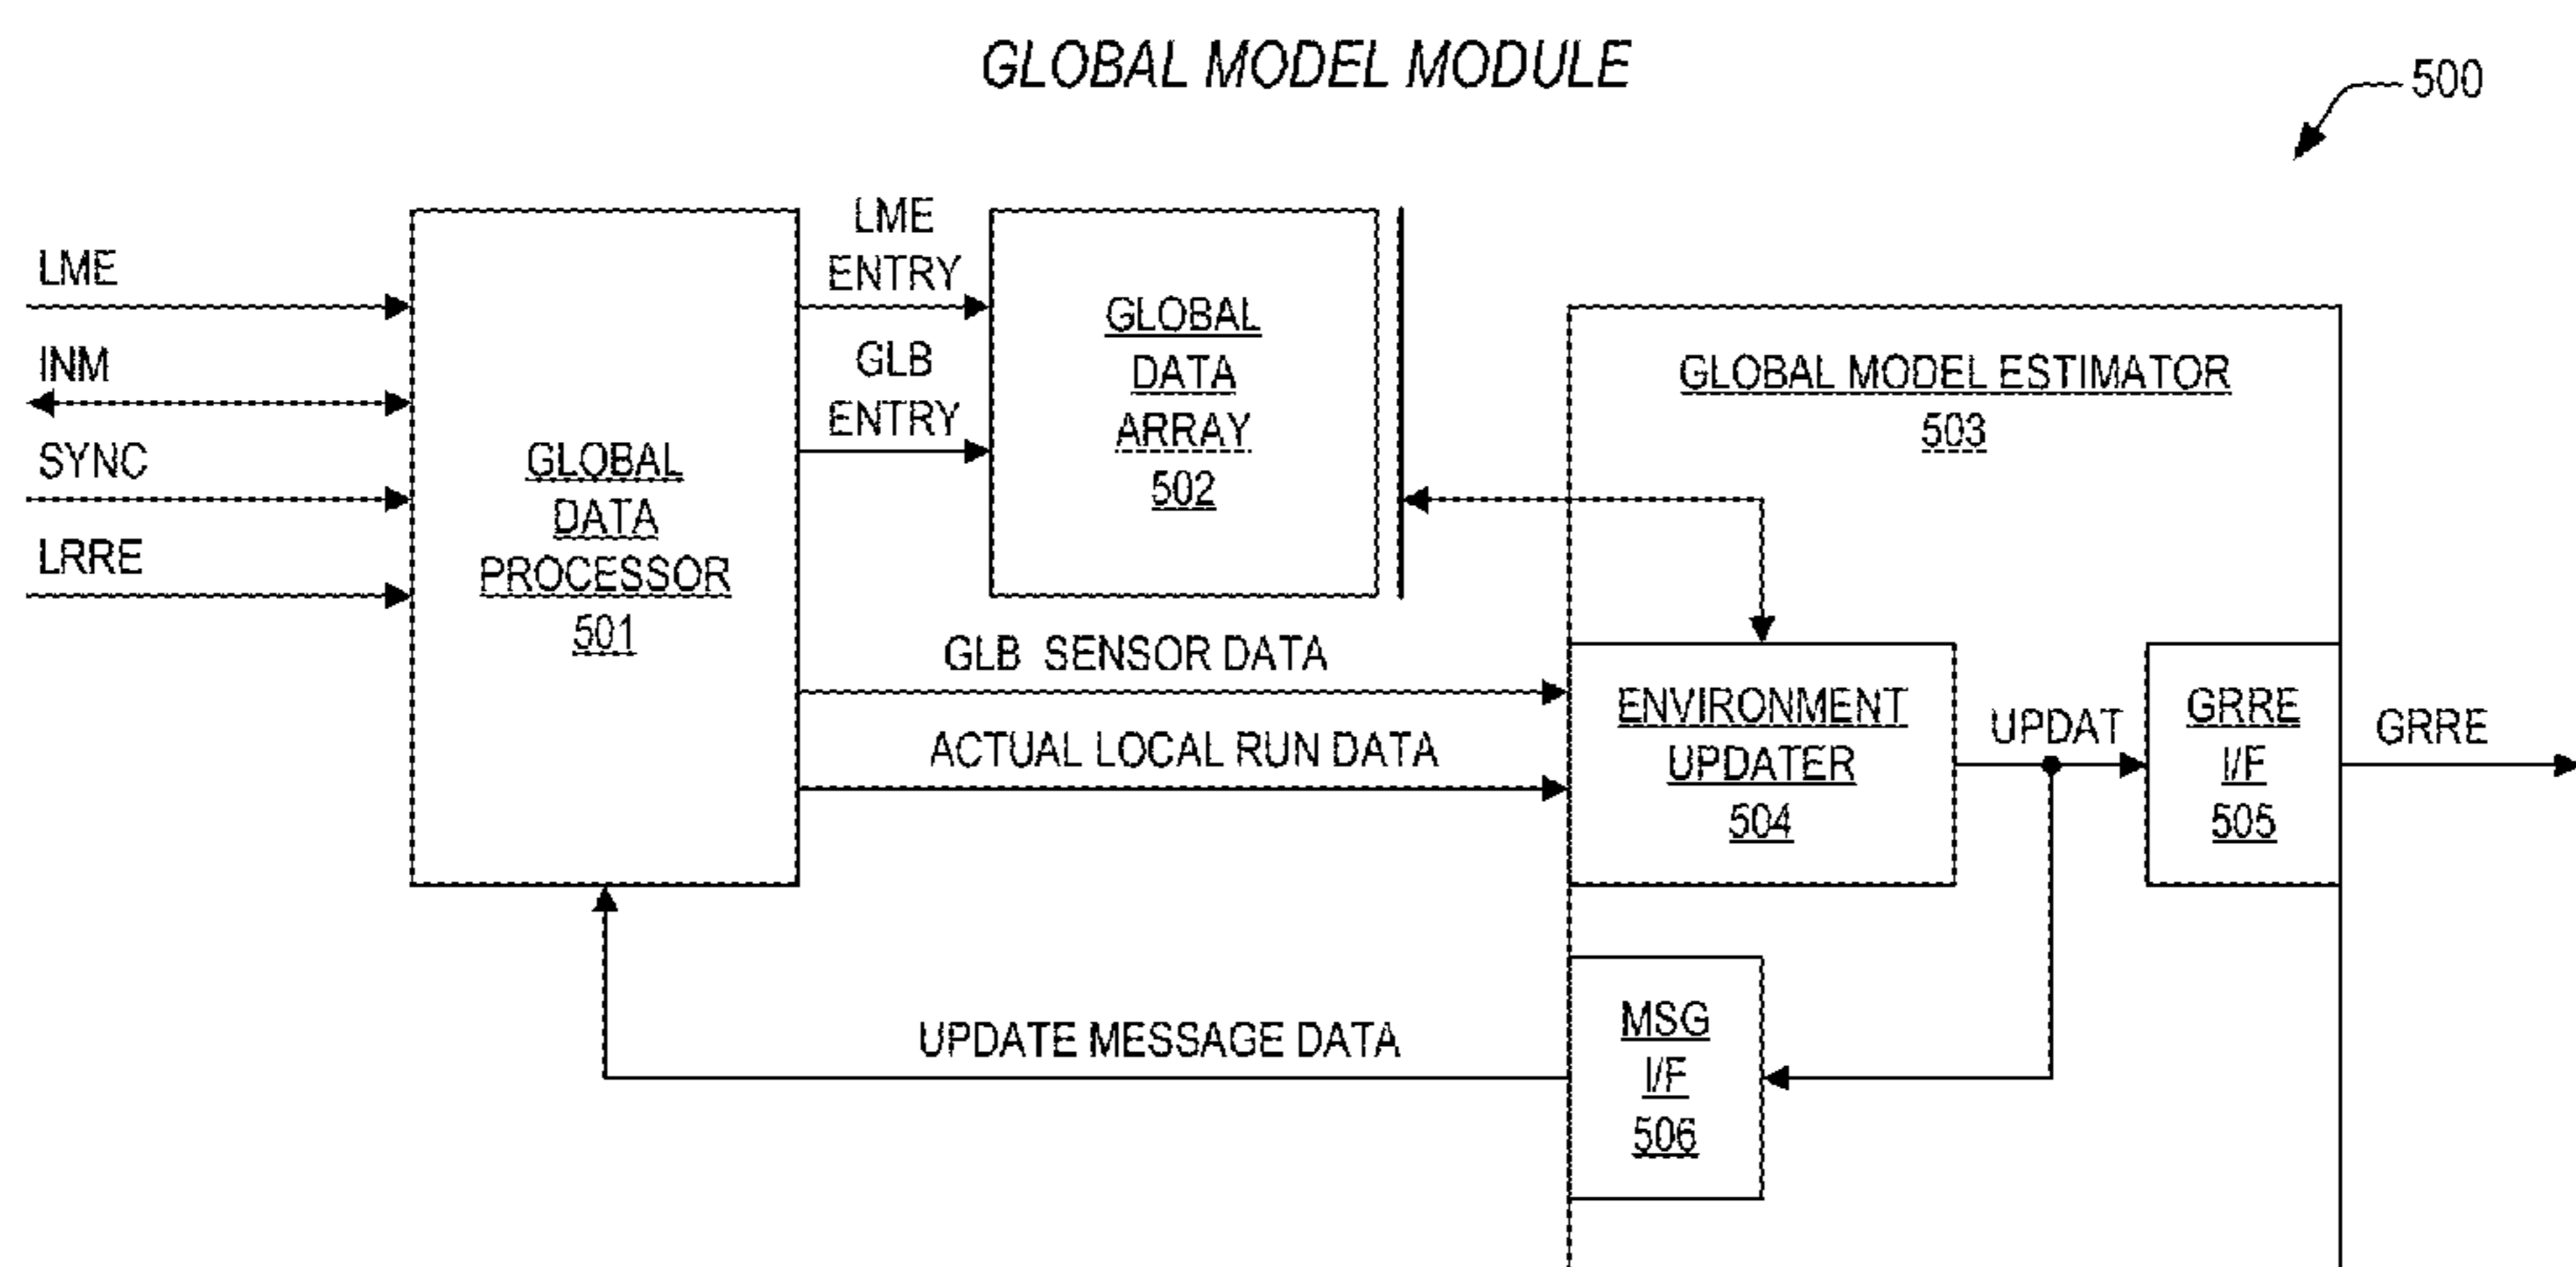 GLOBAL MODEL MODULE
500
LME
INM
SYNC
LRRE
GLOBAL
DATA
PROCESSOR
501
LME
ENTRY
GLB
ENTRY
GLOBAL
DATA
ARRAY
502
GLOBAL MODEL ESTIMATOR
503
GLB SENSOR DATA
ACTUAL LOCAL RUN DATA
ENVIRONMENT
UPDATER
504
UPDAT
GRRE
I/F
505
GRRE
UPDATE MESSAGE DATA
MSG
I/F
506